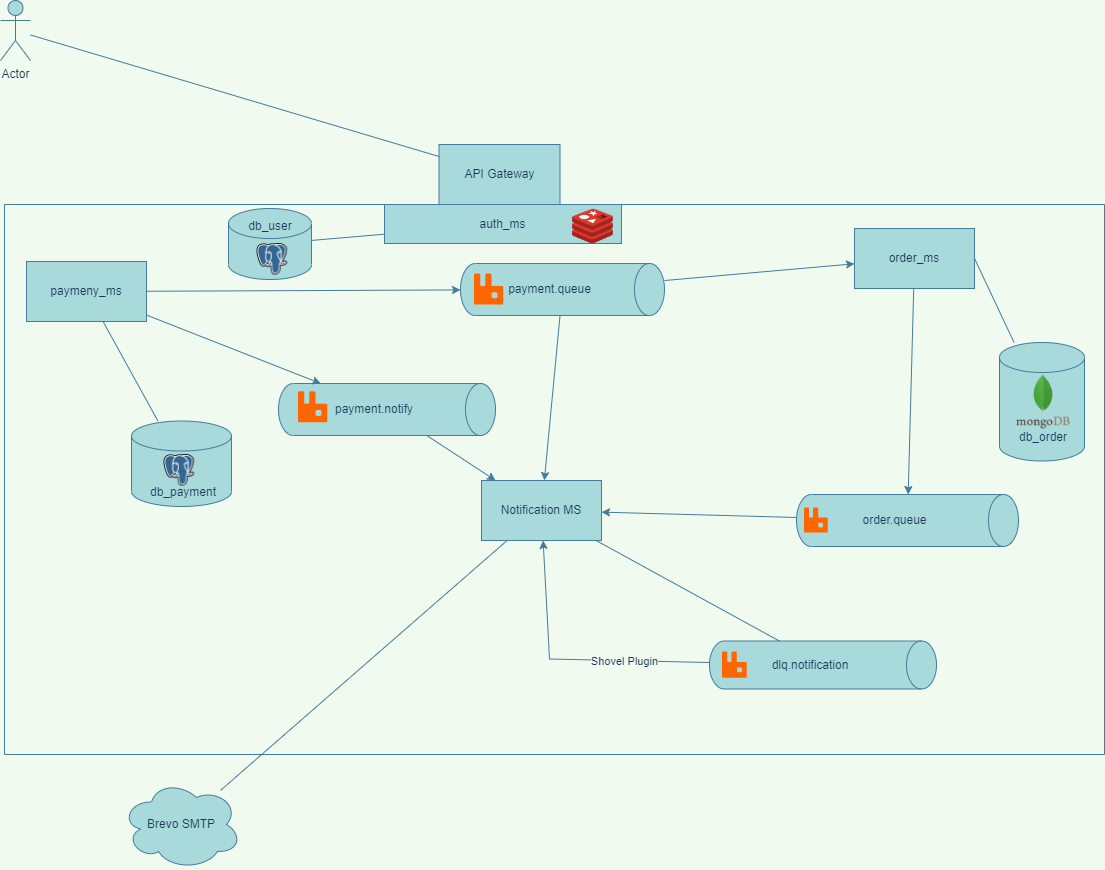 Actor
API Gateway
auth_ms
db_user
order_ms
paymeny_ms
payment.queue
mongoDB
db_order
payment.notify
db_payment
Notification MS
order.queue
Shovel Plugin
dlq.notification
Brevo SMTP